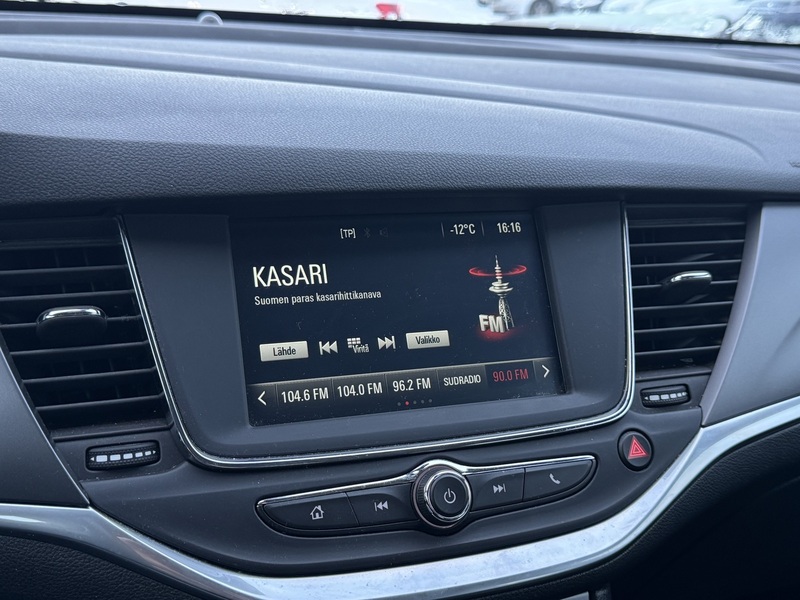 [TP] -12°C 16:16
KASARI
Suomen paras kasarihittikanava
FM
Lähde Viritä Valikko
104.6 FM 104.0 FM 96.2 FM SUDRADIO 90.0 FM